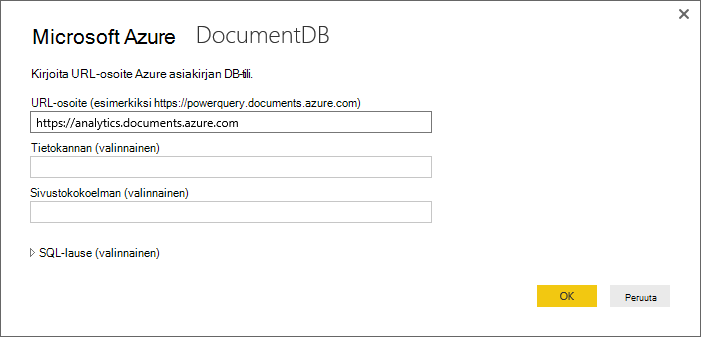 Microsoft Azure DocumentDB
Kirjoita URL-osoite Azure asiakirjan DB-tili.
URL-osoite (esimerkiksi https://powerquery.documents.azure.com)
https://analytics.documents.azure.com
Tietokannan (valinnainen)
Sivustokokoelman (valinnainen)
SQL-lause (valinnainen)
OK Peruuta